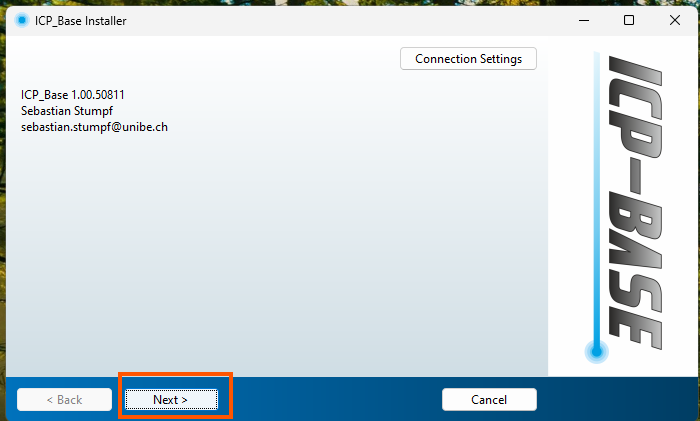 ICP_Base Installer
Connection Settings
ICP_Base 1.00.50811
Sebastian Stumpf
sebastian.stumpf@unibe.ch
ICP-BASE
< Back
Next >
Cancel